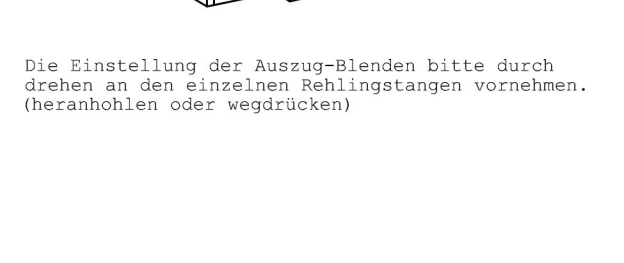 Die Einstellung der Auszug-Blenden bitte durch
drehen an den einzelnen Rehlingstangen vornehmen.
(heranhohlen oder wegdrücken)